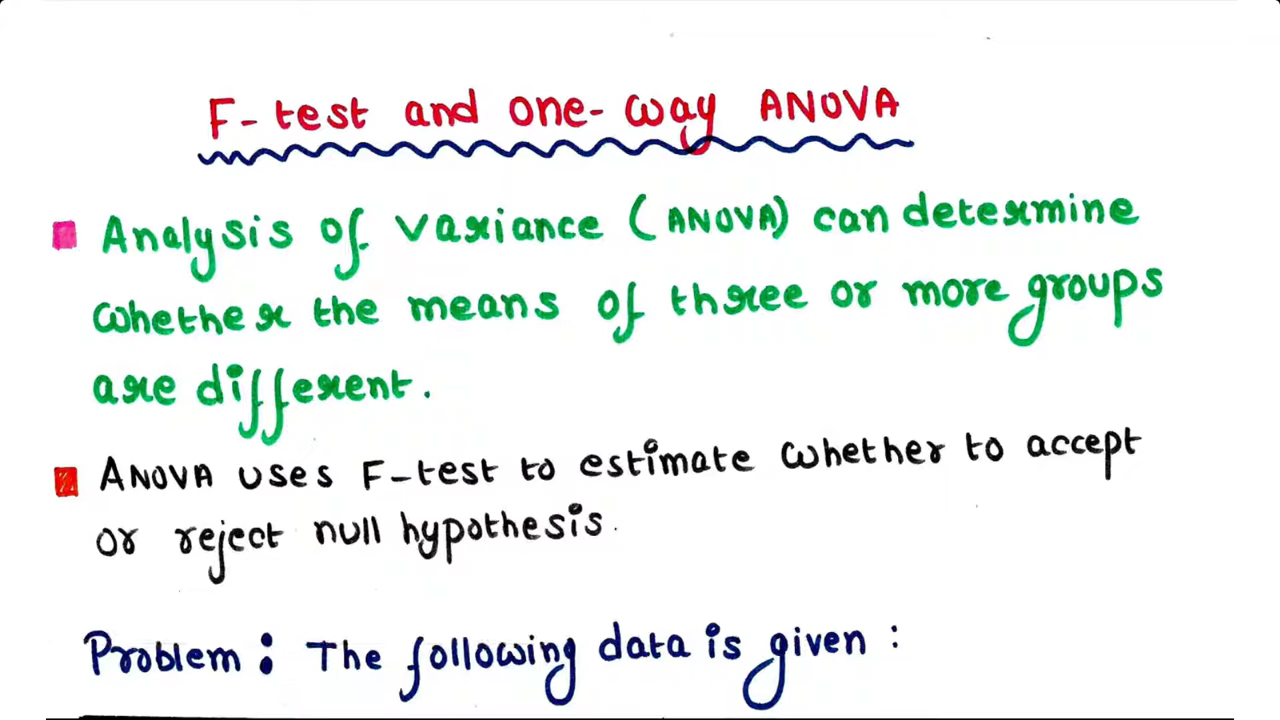 F-test and one-way ANOVA
Analysis of variance (ANOVA) can determine
whether the means of three or more groups
are different.
ANOVA uses F-test to estimate whether to accept
or reject null hypothesis.
Problem: The following data is given: